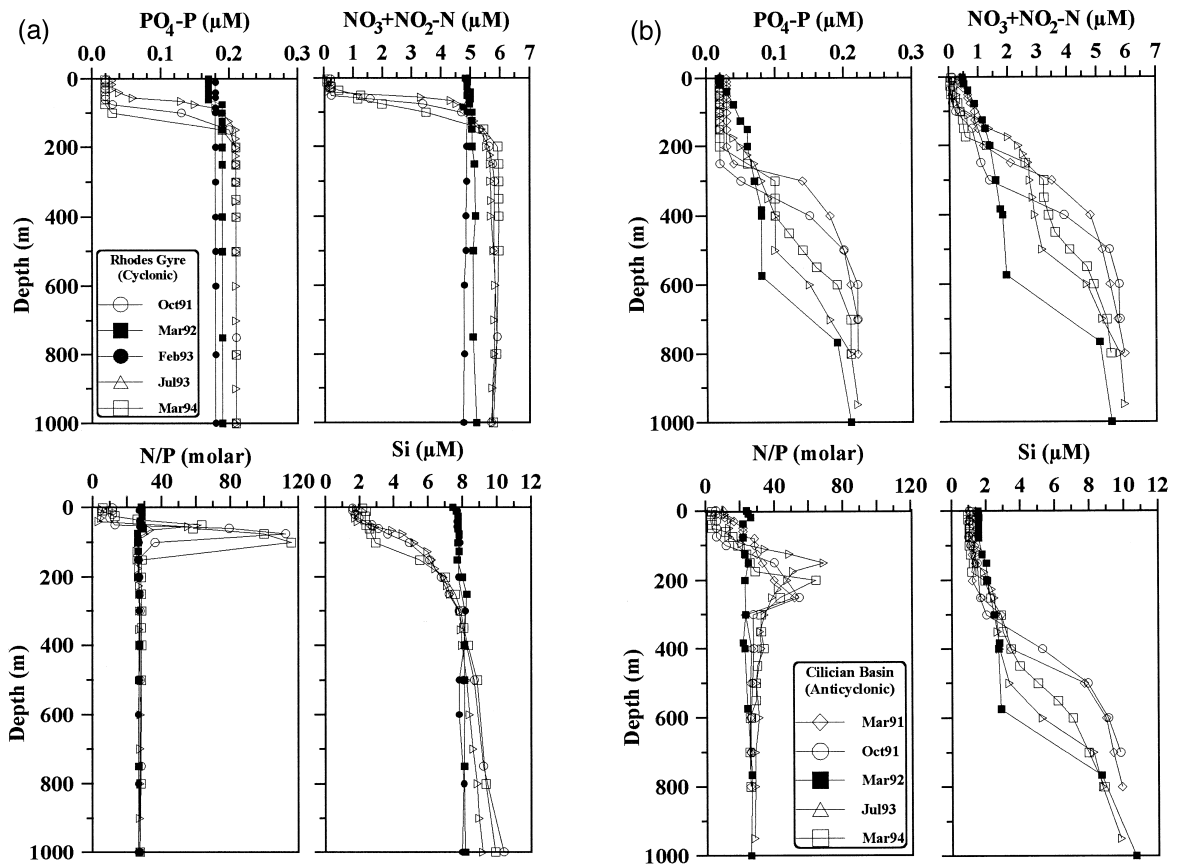 (a)
PO4-P (µM)
0.0 0.1 0.2 0.3
NO3+NO2-N (µM)
0 1 2 3 4 5 6 7
Depth (m)
0
200
400
600
800
1000
Rhodes Gyre
(Cyclonic)
Oct91
Mar92
Feb93
Jul93
Mar94
N/P (molar)
0 40 80 120
Si (µM)
0 2 4 6 8 10 12
Depth (m)
0
200
400
600
800
1000
(b)
PO4-P (µM)
0.0 0.1 0.2 0.3
NO3+NO2-N (µM)
0 1 2 3 4 5 6 7
Depth (m)
0
200
400
600
800
1000
N/P (molar)
0 40 80 120
Si (µM)
0 2 4 6 8 10 12
Depth (m)
0
200
400
600
800
1000
Cilician Basin
(Anticyclonic)
Mar91
Oct91
Mar92
Jul93
Mar94